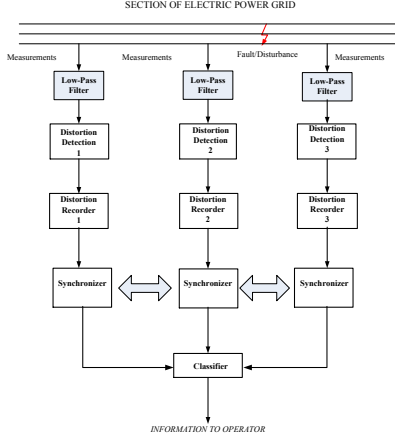 SECTION OF ELECTRIC POWER GRID
Measurements
Measurements
Fault/Disturbance
Measurements
Low-Pass
Filter
Low-Pass
Filter
Low-Pass
Filter
Distortion
Detection
1
Distortion
Detection
2
Distortion
Detection
3
Distortion
Recorder
1
Distortion
Recorder
2
Distortion
Recorder
3
Synchronizer
Synchronizer
Synchronizer
Classifier
INFORMATION TO OPERATOR